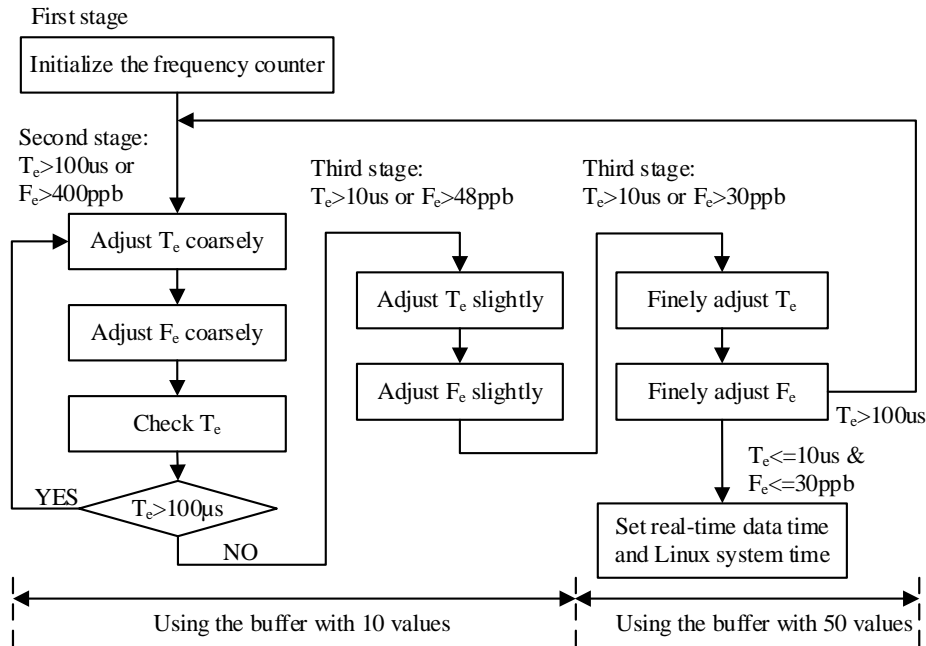 First stage
Initialize the frequency counter
Second stage:
Te>100us or
Fe>400ppb
Adjust Te coarsely
Adjust Fe coarsely
Check Te
Te>100μs
YES
NO
Third stage:
Te>10us or Fe>48ppb
Adjust Te slightly
Adjust Fe slightly
Third stage:
Te>10us or Fe>30ppb
Finely adjust Te
Finely adjust Fe
Te>100us
Te<=10us &
Fe<=30ppb
Set real-time data time
and Linux system time
Using the buffer with 10 values
Using the buffer with 50 values